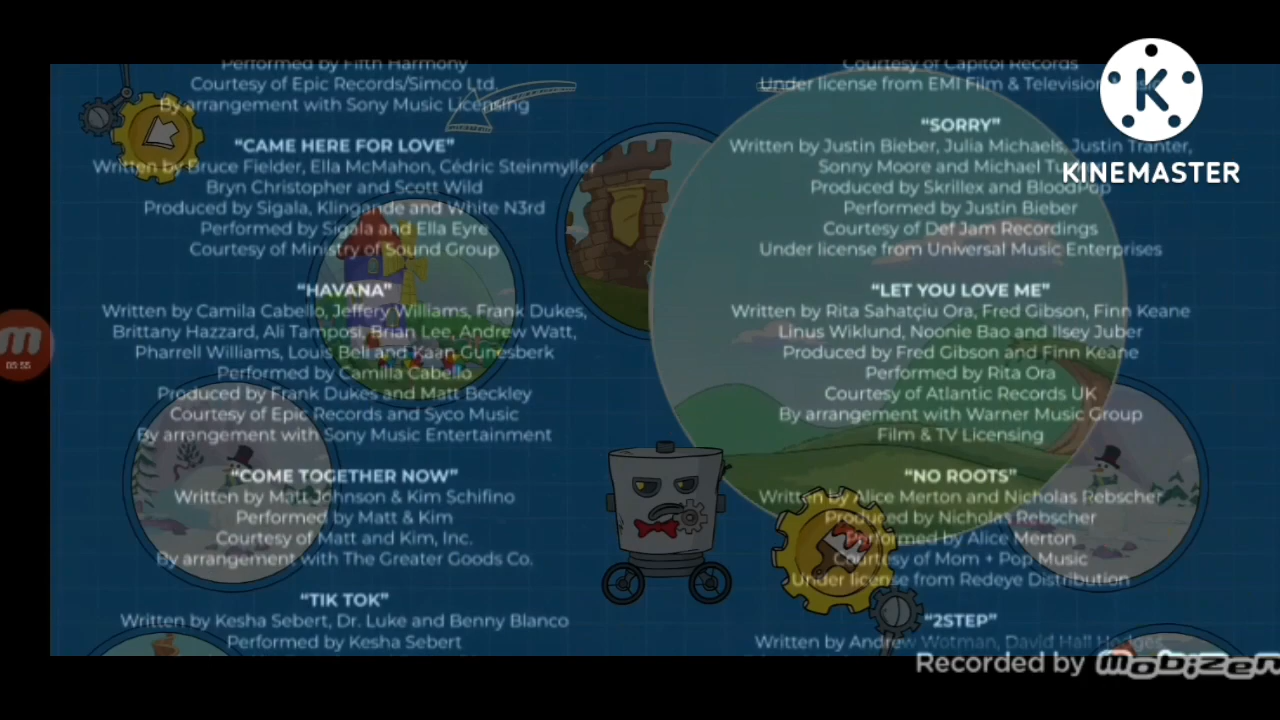 Performed by Fifth Harmony
Courtesy of Epic Records/Simco Ltd.
By arrangement with Sony Music Licensing
“CAME HERE FOR LOVE”
Written by Bruce Fielder, Ella McMahon, Cédric Steinmyller
Bryn Christopher and Scott Wild
Produced by Sigala, Klingande and White N3rd
Performed by Sigala and Ella Eyre
Courtesy of Ministry of Sound Group
“HAVANA”
Written by Camila Cabello, Jeffery Williams, Frank Dukes,
Brittany Hazzard, Ali Tamposi, Brian Lee, Andrew Watt,
Pharrell Williams, Louis Bell and Kaan Gunesberk
Performed by Camilla Cabello
Produced by Frank Dukes and Matt Beckley
Courtesy of Epic Records and Syco Music
By arrangement with Sony Music Entertainment
“COME TOGETHER NOW”
Written by Matt Johnson & Kim Schifino
Performed by Matt & Kim
Courtesy of Matt and Kim, Inc.
By arrangement with The Greater Goods Co.
“TIK TOK”
Written by Kesha Sebert, Dr. Luke and Benny Blanco
Performed by Kesha Sebert
Courtesy of Capitol Records
Under license from EMI Film & Television
“SORRY”
Written by Justin Bieber, Julia Michaels, Justin Tranter,
Sonny Moore and Michael
Produced by Skrillex and BloodPop
Performed by Justin Bieber
Courtesy of Def Jam Recordings
Under license from Universal Music Enterprises
“LET YOU LOVE ME”
Written by Rita Sahatçiu Ora, Fred Gibson, Finn Keane
Linus Wiklund, Noonie Bao and Ilsey Juber
Produced by Fred Gibson and Finn Keane
Performed by Rita Ora
Courtesy of Atlantic Records UK
By arrangement with Warner Music Group
Film & TV Licensing
“NO ROOTS”
Written by Alice Merton and Nicholas Rebscher
Produced by Nicholas Rebscher
Performed by Alice Merton
Courtesy of Mom + Pop Music
Under license from Redeye Distribution
“2STEP”
Written by Andrew Wotman, David Hall Hodges
K
KINEMASTER
m
05:55
Recorded by mobizen